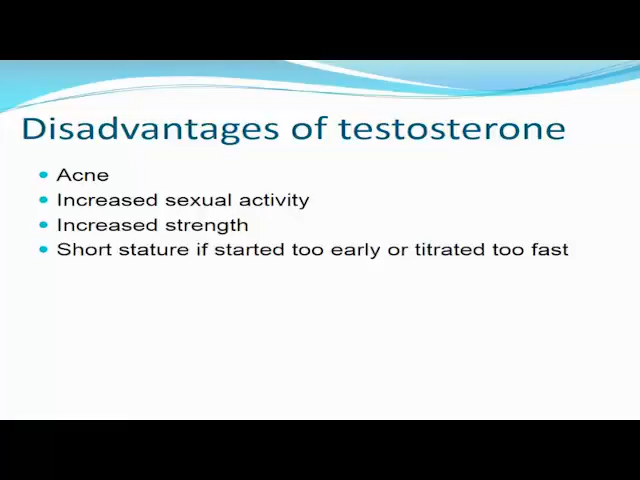 Disadvantages of testosterone
• Acne
• Increased sexual activity
• Increased strength
• Short stature if started too early or titrated too fast